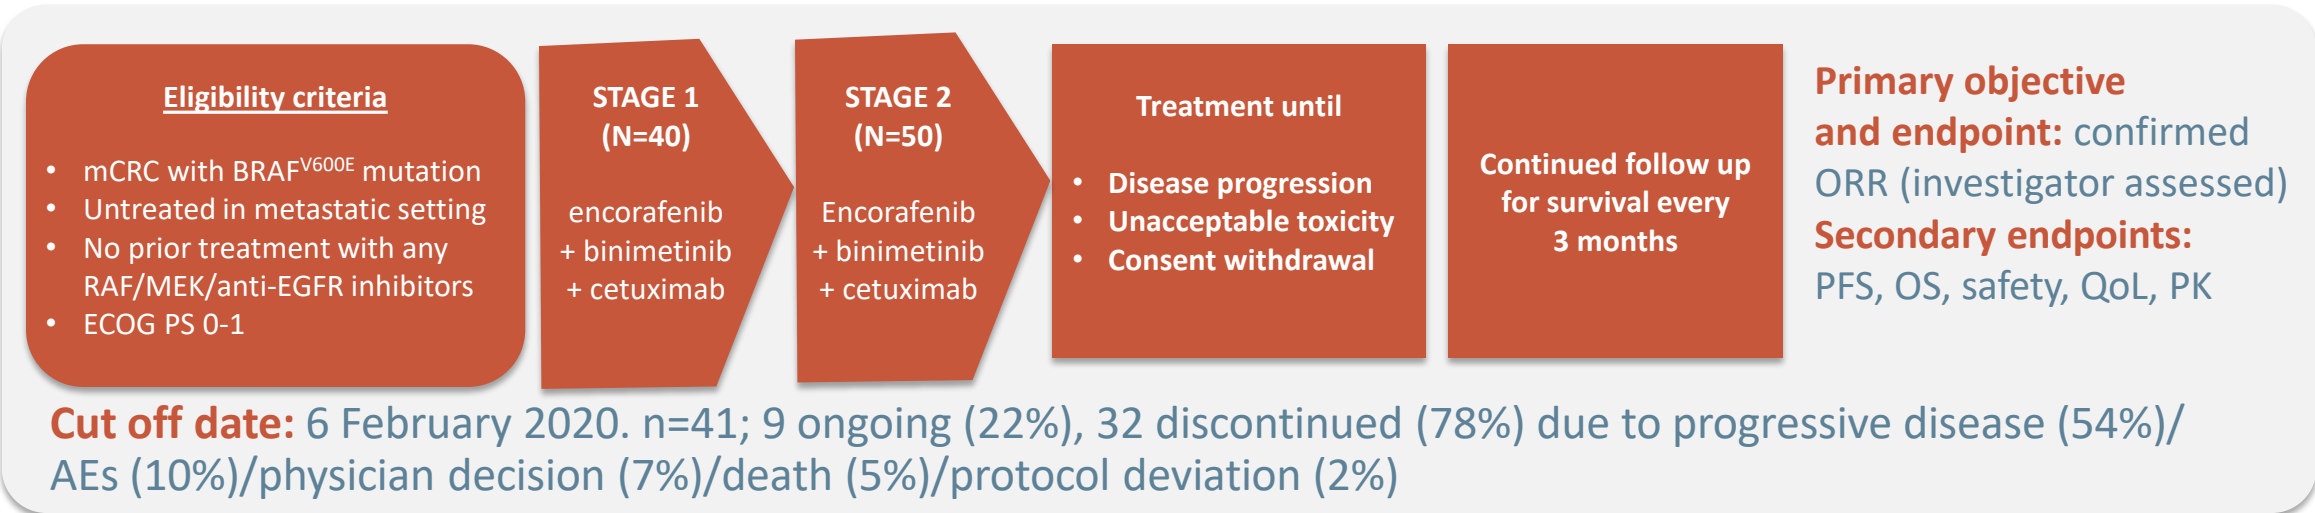 Eligibility criteria
• mCRC with BRAFV600E mutation
• Untreated in metastatic setting
• No prior treatment with any
RAF/MEK/anti-EGFR inhibitors
• ECOG PS 0-1
STAGE 1
(N=40)
encorafenib
+ binimetinib
+ cetuximab
STAGE 2
(N=50)
Encorafenib
+ binimetinib
+ cetuximab
Treatment until
• Disease progression
• Unacceptable toxicity
• Consent withdrawal
Continued follow up
for survival every
3 months
Primary objective
and endpoint: confirmed
ORR (investigator assessed)
Secondary endpoints:
PFS, OS, safety, QoL, PK
Cut off date: 6 February 2020. n=41; 9 ongoing (22%), 32 discontinued (78%) due to progressive disease (54%)/
AEs (10%)/physician decision (7%)/death (5%)/protocol deviation (2%)